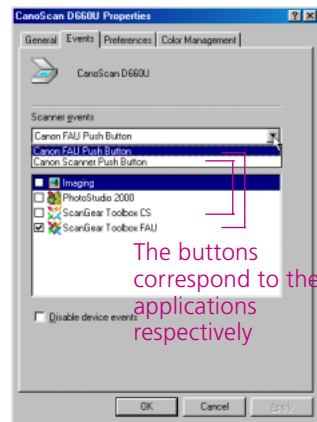 CanoScan D660U Properties
General Events Preferences Color Management
CanoScan D660U
Scanner events
Canon FAU Push Button
Canon FAU Push Button
Canon Scanner Push Button
Imaging
PhotoStudio 2000
ScanGear Toolbox CS
ScanGear Toolbox FAU
The buttons
correspond to the
applications
respectively
Disable device events
OK Cancel Apply